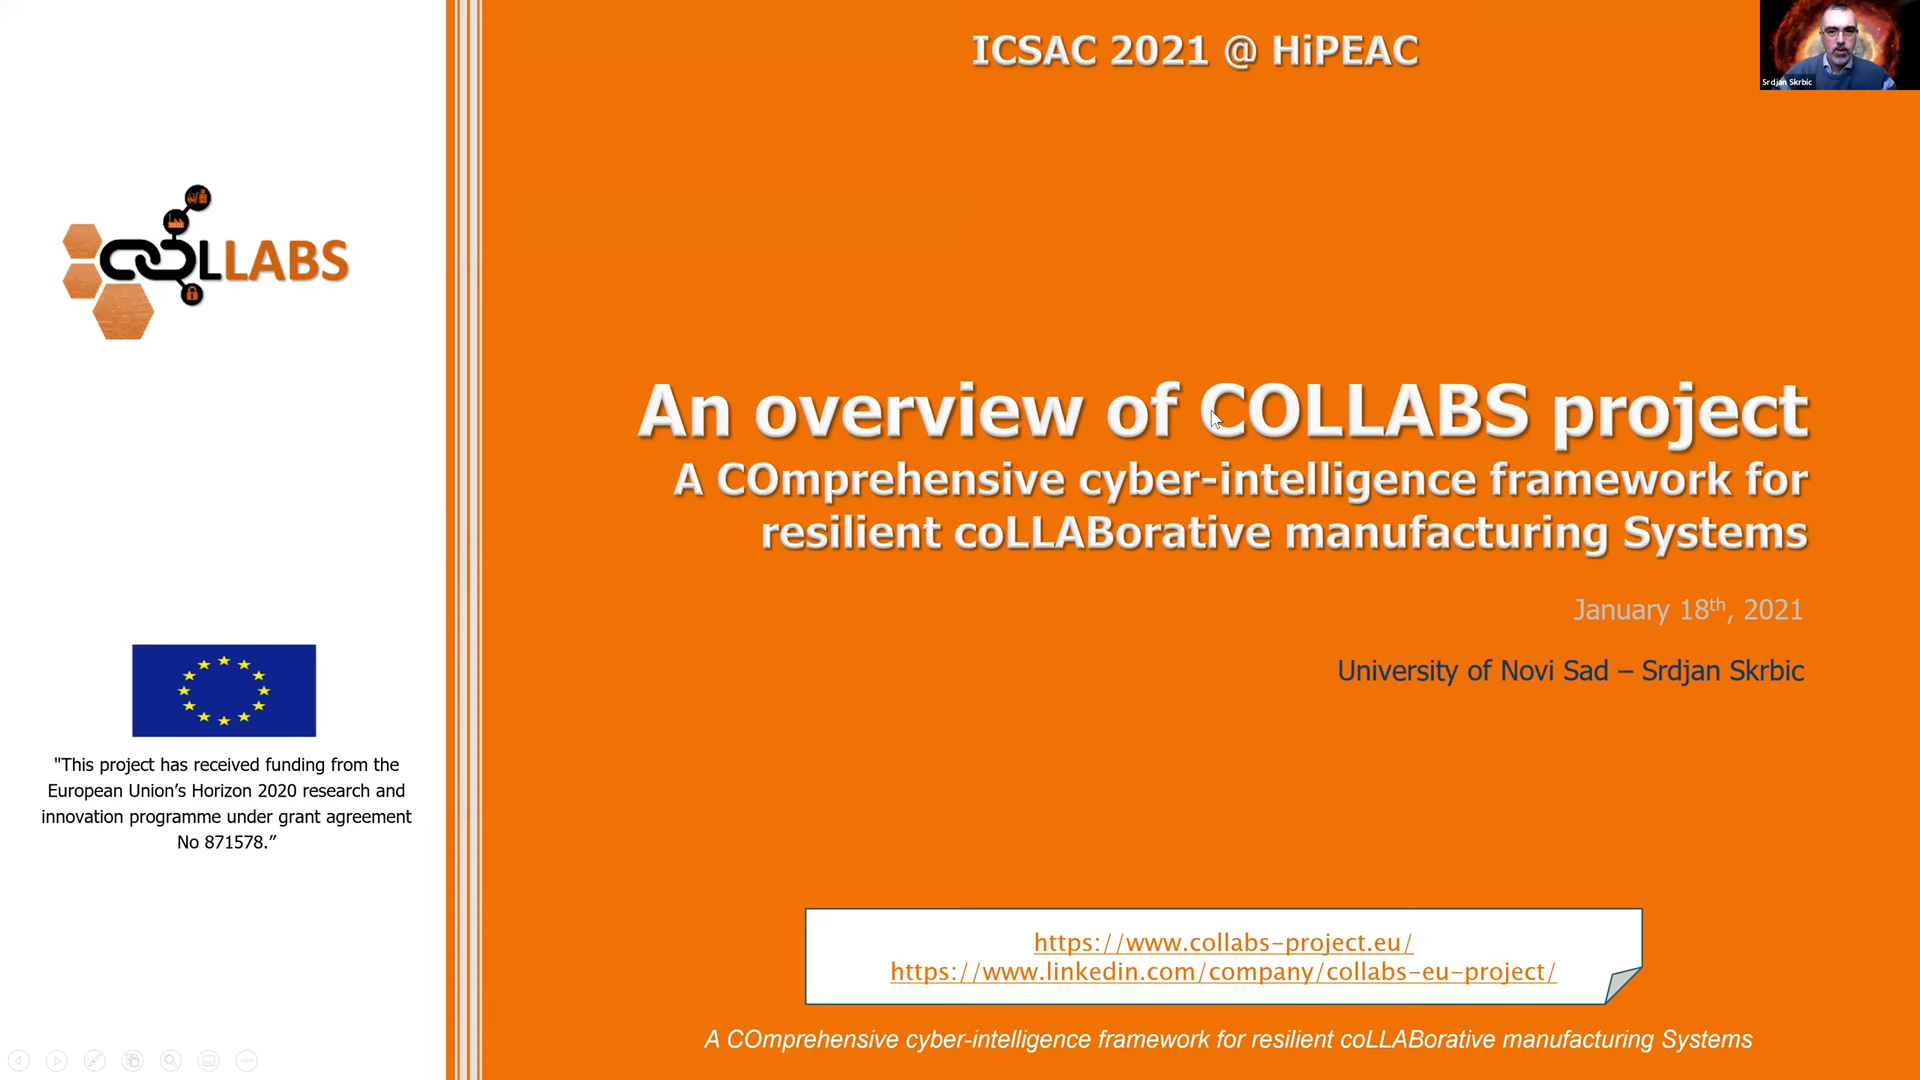 ICSAC 2021 @ HiPEAC
Srdjan Skrbic
COLLABS
An overview of COLLABS project
A COmprehensive cyber-intelligence framework for
resilient coLLABorative manufacturing Systems
January 18th, 2021
University of Novi Sad – Srdjan Skrbic
"This project has received funding from the
European Union’s Horizon 2020 research and
innovation programme under grant agreement
No 871578.”
https://www.collabs-project.eu/
https://www.linkedin.com/company/collabs-eu-project/
A COmprehensive cyber-intelligence framework for resilient coLLABorative manufacturing Systems